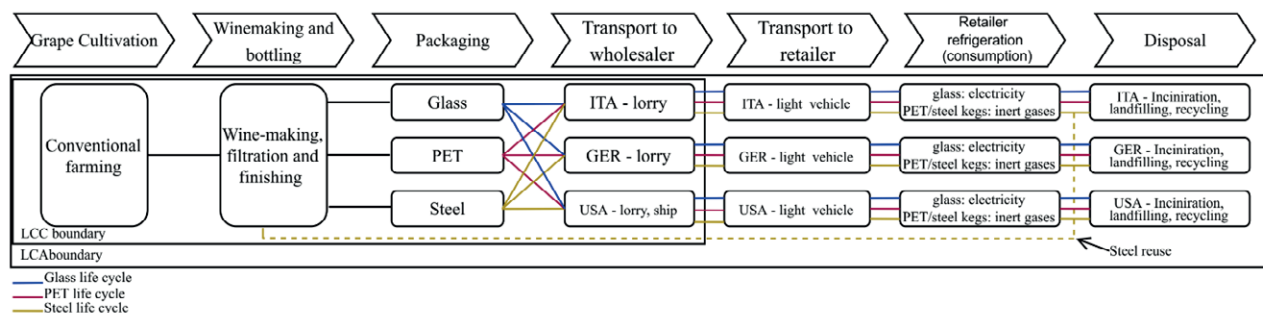 Grape Cultivation
Winemaking and
bottling
Packaging
Transport to
wholesaler
Transport to
retailer
Retailer
refrigeration
(consumption)
Disposal
Conventional
farming
Wine-making,
filtration and
finishing
Glass
PET
Steel
ITA - lorry
GER - lorry
USA - lorry, ship
ITA - light vehicle
GER - light vehicle
USA - light vehicle
glass: electricity
PET/steel kegs: inert gases
glass: electricity
PET/steel kegs: inert gases
glass: electricity
PET/steel kegs: inert gases
ITA - Inciniration,
landfilling, recycling
GER - Inciniration,
landfilling, recycling
USA - Inciniration,
landfilling, recycling
LCC boundary
LCAboundary
Steel reuse
Glass life cycle
PET life cycle
Steel life cycle